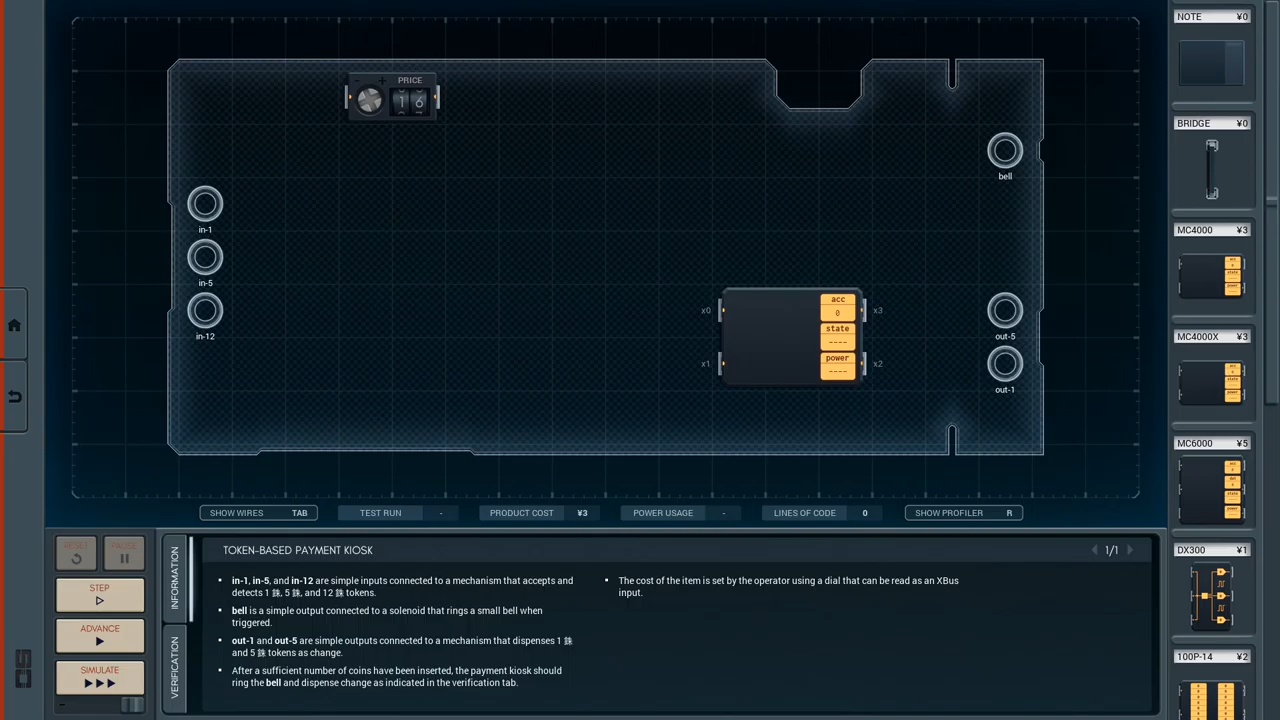 NOTE ¥0
PRICE
- +
1 6
BRIDGE ¥0
bell
in-1
MC4000 ¥3
acc
0
state
----
power
----
in-5
acc
x0
0
x3
state
----
power
x1
----
x2
in-12
out-5
out-1
MC4000X ¥3
MC6000 ¥5
SHOW WIRES TAB
TEST RUN -
PRODUCT COST ¥3
POWER USAGE -
LINES OF CODE 0
SHOW PROFILER R
RESET
PAUSE
STEP
ADVANCE
SIMULATE
INFORMATION
VERIFICATION
TOKEN-BASED PAYMENT KIOSK
1/1
in-1, in-5, and in-12 are simple inputs connected to a mechanism that accepts and
detects 1 銖, 5 銖, and 12 銖 tokens.
bell is a simple output connected to a solenoid that rings a small bell when
triggered.
out-1 and out-5 are simple outputs connected to a mechanism that dispenses 1 銖
and 5 銖 tokens as change.
After a sufficient number of coins have been inserted, the payment kiosk should
ring the bell and dispense change as indicated in the verification tab.
The cost of the item is set by the operator using a dial that can be read as an XBus
input.
DX300 ¥1
100P-14 ¥2